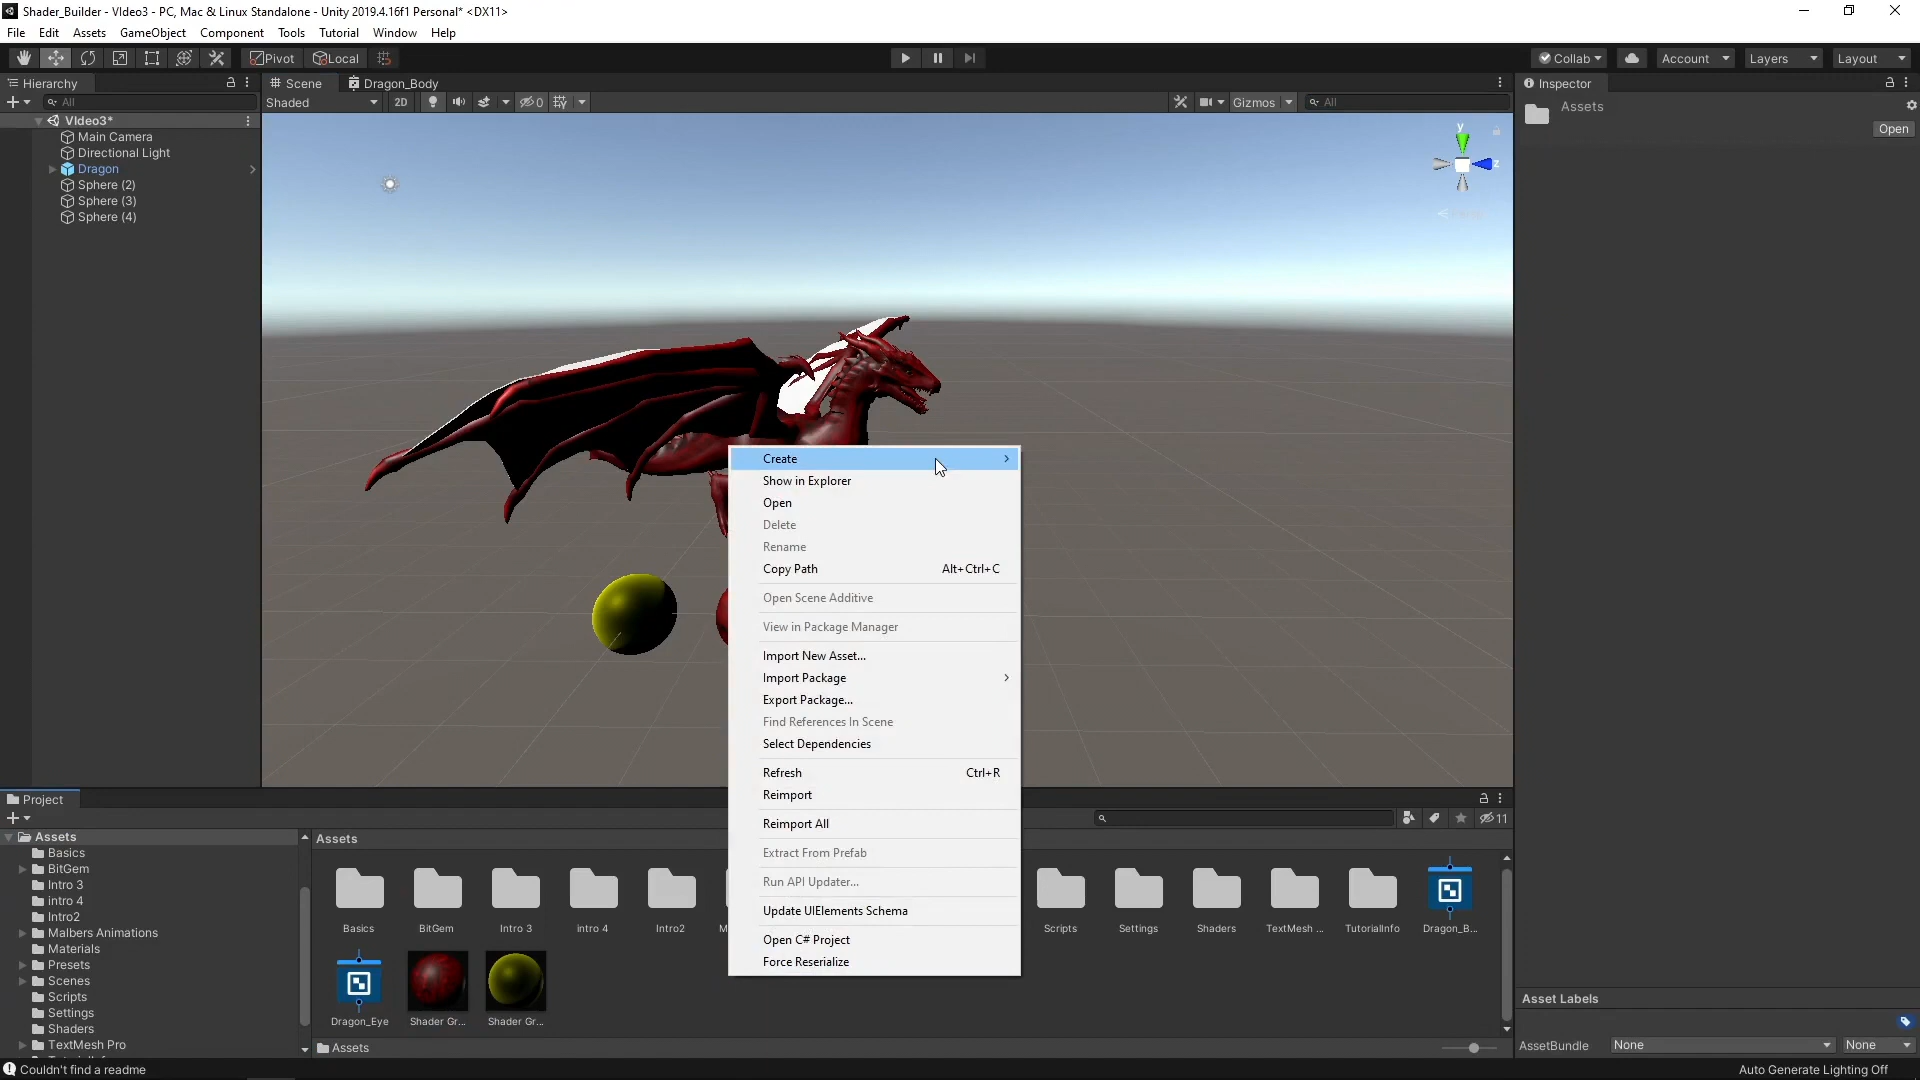 Shader_Builder - VIdeo3 - PC, Mac & Linux Standalone - Unity 2019.4.16f1 Personal* <DX11>
File Edit Assets GameObject Component Tools Tutorial Window Help
Pivot Local Collab Account Layers Layout
Hierarchy Scene Dragon_Body Inspector
All Shaded 2D 0 Gizmos All Assets
Open
VIdeo3*
Main Camera
Directional Light
Dragon
Sphere (2)
Sphere (3)
Sphere (4)
y
z
Create
Show in Explorer
Open
Delete
Rename
Copy Path Alt+Ctrl+C
Open Scene Additive
View in Package Manager
Import New Asset...
Import Package
Export Package...
Find References In Scene
Select Dependencies
Refresh Ctrl+R
Reimport
Reimport All
Extract From Prefab
Run API Updater...
Update UIElements Schema
Open C# Project
Force Reserialize
Project
11
Assets
Basics
BitGem
Intro 3
intro 4
Intro2
Malbers Animations
Materials
Presets
Scenes
Scripts
Settings
Shaders
TextMesh Pro
Assets
Basics BitGem Intro 3 intro 4 Intro2 Scripts Settings Shaders TextMesh ... TutorialInfo Dragon_B...
Dragon_Eye Shader Gr... Shader Gr...
Assets
Asset Labels
AssetBundle None None
Couldn't find a readme
Auto Generate Lighting Off